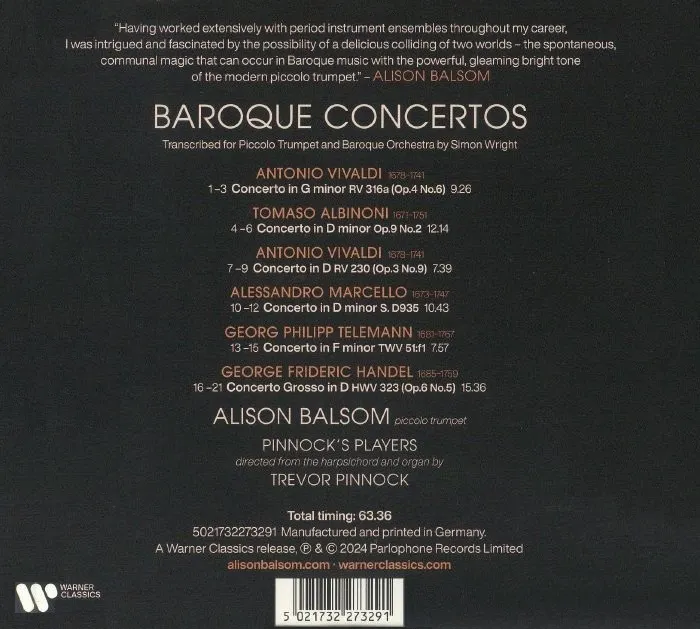 “Having worked extensively with period instrument ensembles throughout my career,
I was intrigued and fascinated by the possibility of a delicious colliding of two worlds – the spontaneous,
communal magic that can occur in Baroque music with the powerful, gleaming bright tone
of the modern piccolo trumpet.” – ALISON BALSOM
BAROQUE CONCERTOS
Transcribed for Piccolo Trumpet and Baroque Orchestra by Simon Wright
ANTONIO VIVALDI 1678–1741
1–3 Concerto in G minor RV 316a (Op.4 No.6) 9.26
TOMASO ALBINONI 1671–1751
4–6 Concerto in D minor Op.9 No.2 12.14
ANTONIO VIVALDI 1678–1741
7–9 Concerto in D RV 230 (Op.3 No.9) 7.39
ALESSANDRO MARCELLO 1673–1747
10–12 Concerto in D minor S. D935 10.43
GEORG PHILIPP TELEMANN 1681–1767
13–15 Concerto in F minor TWV 51:f1 7.57
GEORGE FRIDERIC HANDEL 1685–1759
16–21 Concerto Grosso in D HWV 323 (Op.6 No.5) 15.36
ALISON BALSOM piccolo trumpet
PINNOCK’S PLAYERS
directed from the harpsichord and organ by
TREVOR PINNOCK
Total timing: 63.36
5021732273291 Manufactured and printed in Germany.
A Warner Classics release, ℗ & © 2024 Parlophone Records Limited
alisonbalsom.com · warnerclassics.com
WARNER
CLASSICS
5 021732 273291